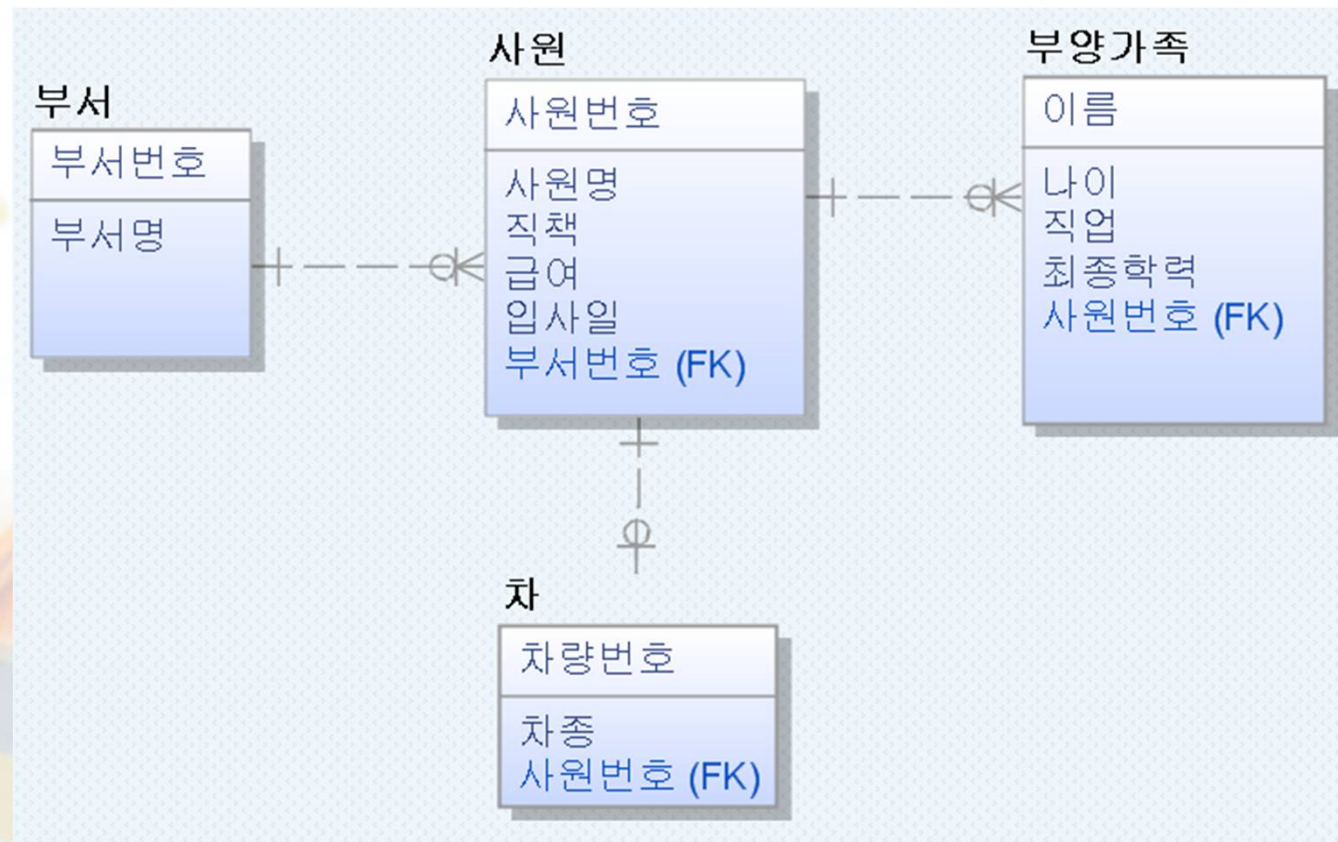 부서
부서번호
부서명
사원
사원번호
사원명
직책
급여
입사일
부서번호 (FK)
부양가족
이름
나이
직업
최종학력
사원번호 (FK)
차
차량번호
차종
사원번호 (FK)